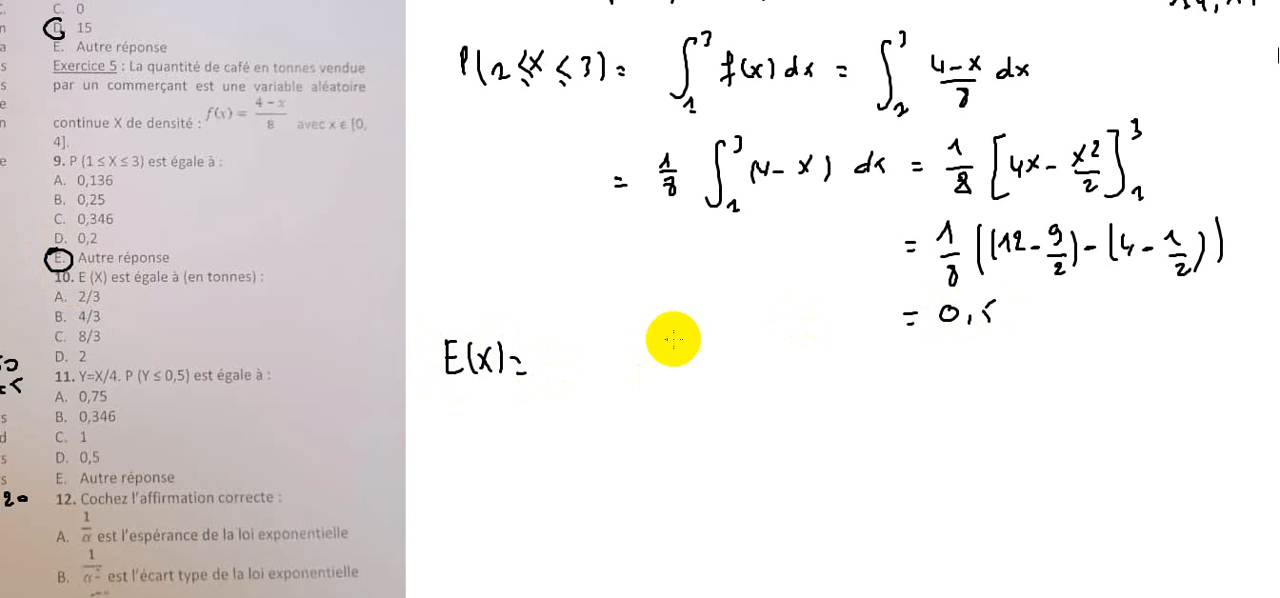 C. 0
D. 15
E. Autre réponse
Exercice 5 : La quantité de café en tonnes vendue
par un commerçant est une variable aléatoire
continue X de densité : f(x) = (4 - x)/8 avec x ∈ [0,
4].
9. P (1 ≤ X ≤ 3) est égale à :
A. 0,136
B. 0,25
C. 0,346
D. 0,2
E. Autre réponse
10. E (X) est égale à (en tonnes) :
A. 2/3
B. 4/3
C. 8/3
D. 2
11. Y=X/4. P (Y ≤ 0,5) est égale à :
A. 0,75
B. 0,346
C. 1
D. 0,5
E. Autre réponse
12. Cochez l'affirmation correcte :
A. 1/α est l'espérance de la loi exponentielle
B. 1/α² est l'écart type de la loi exponentielle
20
P(1 ≤ X ≤ 3) = ∫₁³ f(x) dx = ∫₁³ (4-x)/8 dx
= 1/8 ∫₁³ (4 - x) dx = 1/8 [4x - x²/2]₁³
= 1/8 ((12 - 9/2) - (4 - 1/2))
= 0,5
E(X) =